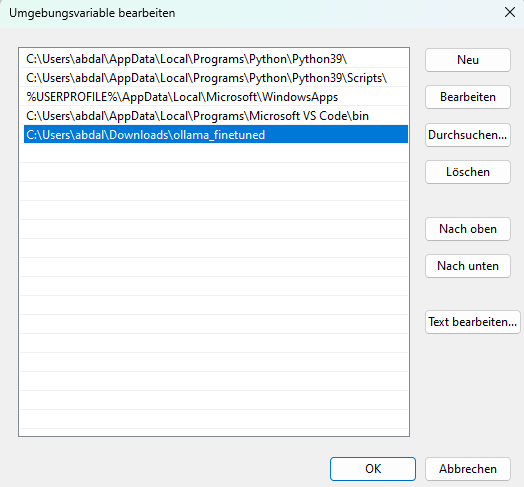 Umgebungsvariable bearbeiten
C:\Users\abdal\AppData\Local\Programs\Python\Python39\
C:\Users\abdal\AppData\Local\Programs\Python\Python39\Scripts\
%USERPROFILE%\AppData\Local\Microsoft\WindowsApps
C:\Users\abdal\AppData\Local\Programs\Microsoft VS Code\bin
C:\Users\abdal\Downloads\ollama_finetuned
Neu
Bearbeiten
Durchsuchen...
Löschen
Nach oben
Nach unten
Text bearbeiten...
OK
Abbrechen